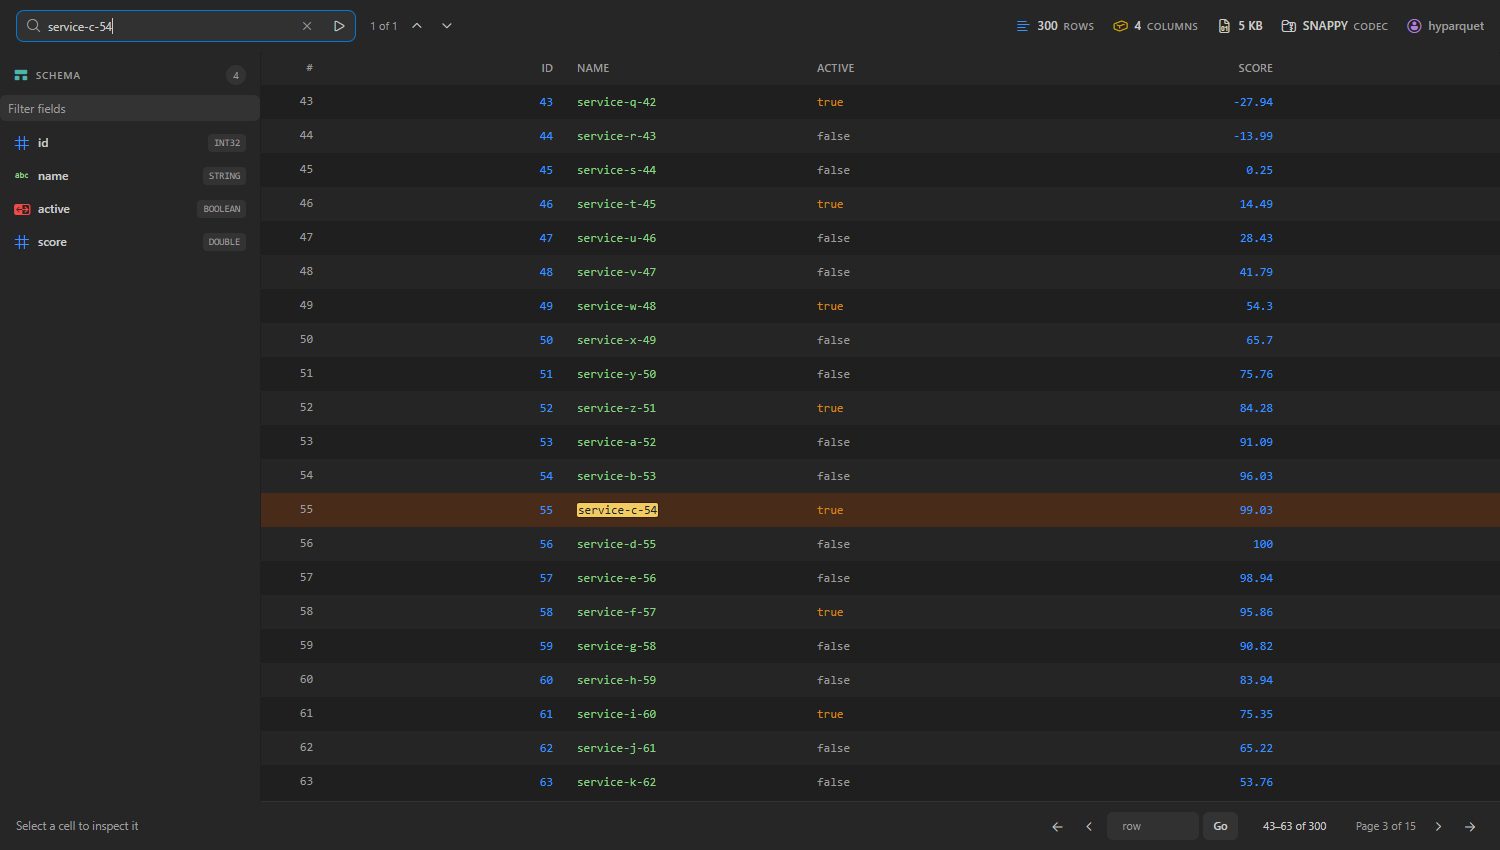 service-c-54 1 of 1 300 ROWS 4 COLUMNS 5 KB SNAPPY CODEC hyparquet
SCHEMA 4
Filter fields
id INT32
abc name STRING
active BOOLEAN
score DOUBLE
# ID NAME ACTIVE SCORE
43 43 service-q-42 true -27.94
44 44 service-r-43 false -13.99
45 45 service-s-44 false 0.25
46 46 service-t-45 true 14.49
47 47 service-u-46 false 28.43
48 48 service-v-47 false 41.79
49 49 service-w-48 true 54.3
50 50 service-x-49 false 65.7
51 51 service-y-50 false 75.76
52 52 service-z-51 true 84.28
53 53 service-a-52 false 91.09
54 54 service-b-53 false 96.03
55 55 service-c-54 true 99.03
56 56 service-d-55 false 100
57 57 service-e-56 false 98.94
58 58 service-f-57 true 95.86
59 59 service-g-58 false 90.82
60 60 service-h-59 false 83.94
61 61 service-i-60 true 75.35
62 62 service-j-61 false 65.22
63 63 service-k-62 false 53.76
Select a cell to inspect it row Go 43–63 of 300 Page 3 of 15